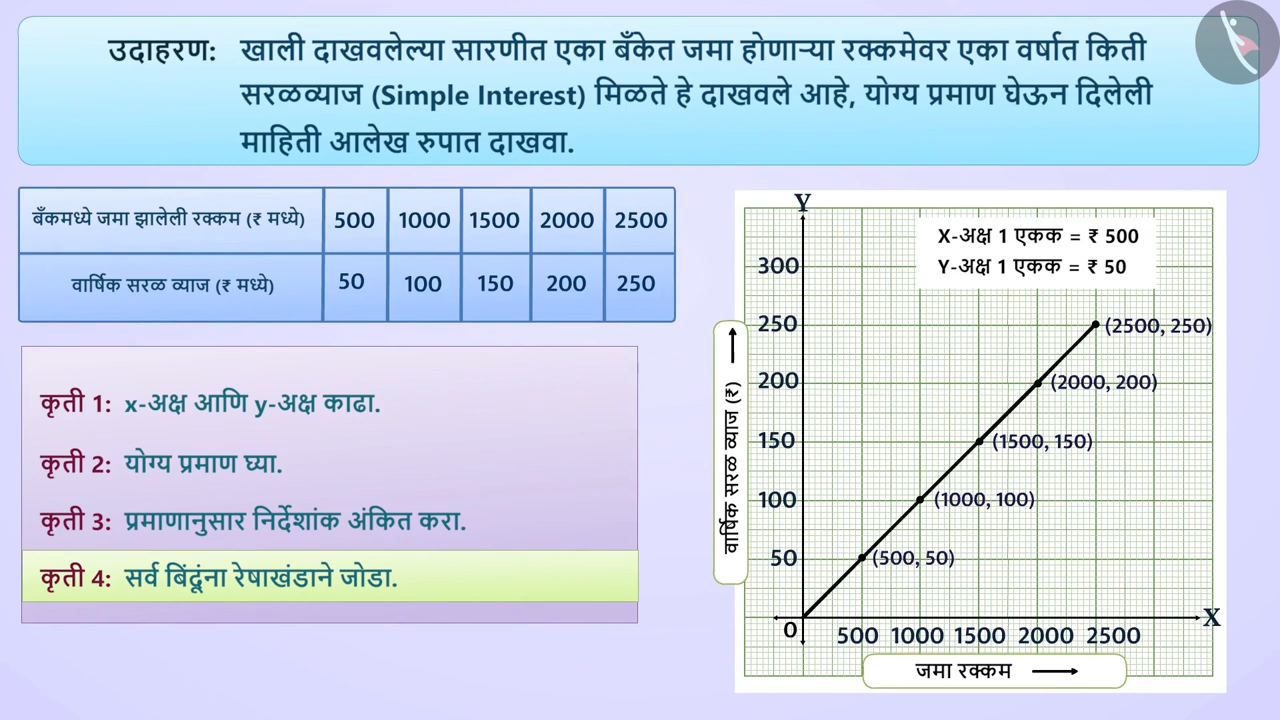 उदाहरण: खाली दाखवलेल्या सारणीत एका बँकेत जमा होणाऱ्या रक्कमेवर एका वर्षात किती
सरळव्याज (Simple Interest) मिळते हे दाखवले आहे, योग्य प्रमाण घेऊन दिलेली
माहिती आलेख रुपात दाखवा.
बँकमध्ये जमा झालेली रक्कम (₹ मध्ये) 500 1000 1500 2000 2500
वार्षिक सरळ व्याज (₹ मध्ये) 50 100 150 200 250
कृती 1: x-अक्ष आणि y-अक्ष काढा.
कृती 2: योग्य प्रमाण घ्या.
कृती 3: प्रमाणानुसार निर्देशांक अंकित करा.
कृती 4: सर्व बिंदूंना रेषाखंडाने जोडा.
Y
X-अक्ष 1 एकक = ₹ 500
Y-अक्ष 1 एकक = ₹ 50
300
250 (2500, 250)
200 (2000, 200)
150 (1500, 150)
100 (1000, 100)
50 (500, 50)
वार्षिक सरळ व्याज (₹)
X
0 500 1000 1500 2000 2500
जमा रक्कम